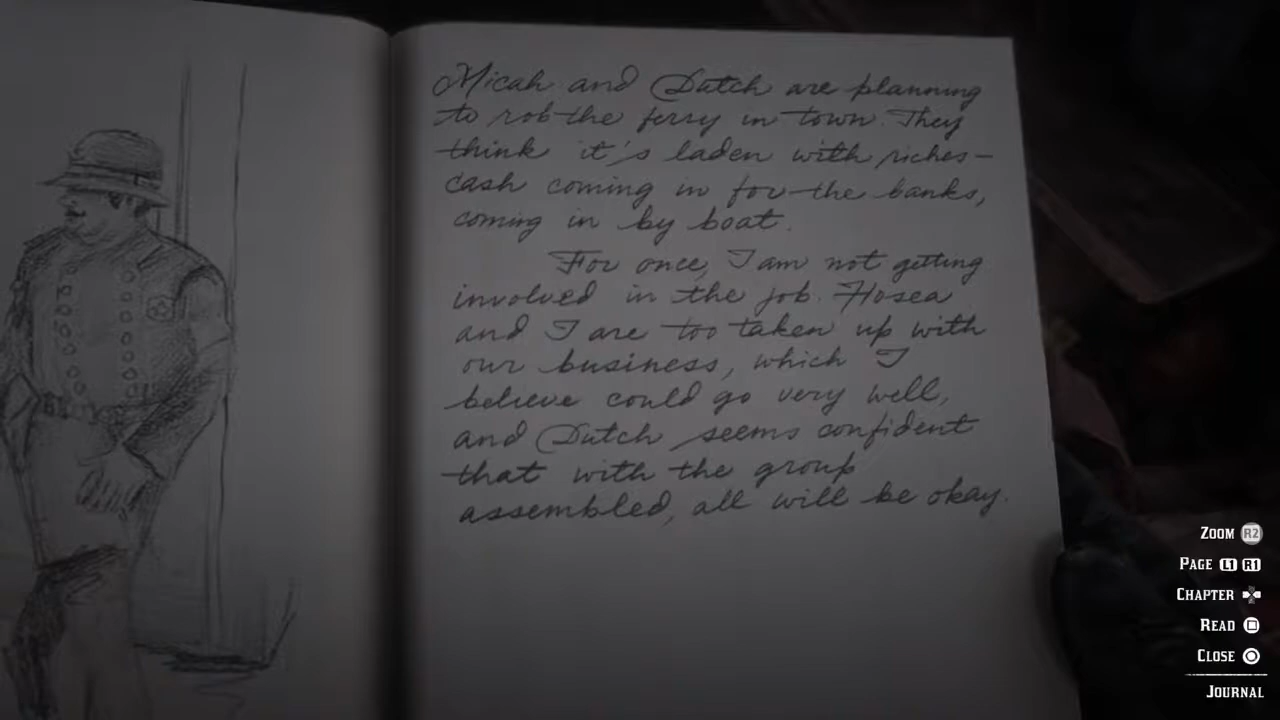 Micah and Dutch are planning
to rob the ferry in town. They
think it's laden with riches-
cash coming in for the banks,
coming in by boat.
For once, I am not getting
involved in the job. Hosea
and I are too taken up with
our business, which I
believe could go very well,
and Dutch seems confident
that with the group
assembled, all will be okay.
ZOOM R2
PAGE L1 R1
CHAPTER
READ
CLOSE
JOURNAL